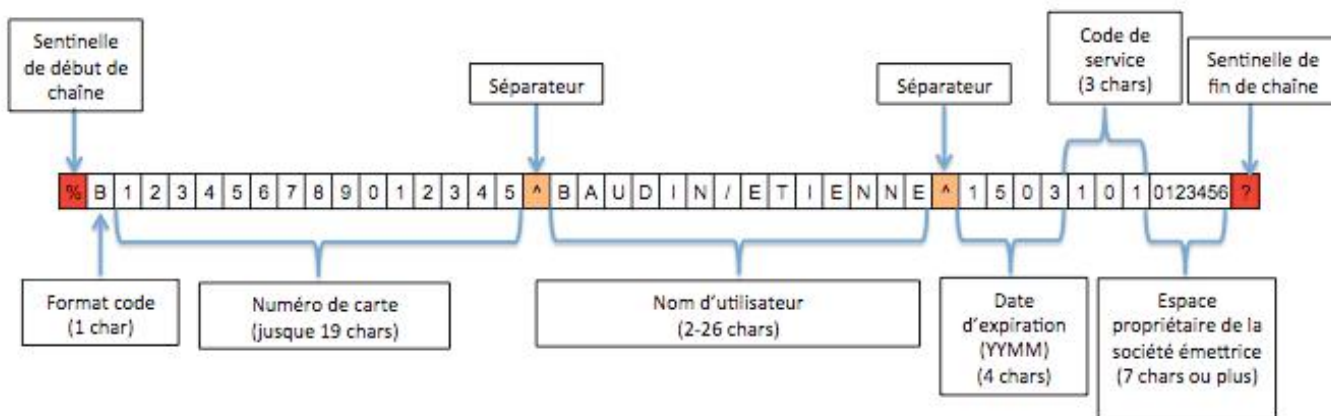 Sentinelle
de début de
chaîne
Séparateur
Séparateur
Code de
service
(3 chars)
Sentinelle de
fin de chaîne
% B 1 2 3 4 5 6 7 8 9 0 1 2 3 4 5 ^ B A U D I N / E T I E N N E ^ 1 5 0 3 1 0 1 0123456 ?
Format code
(1 char)
Numéro de carte
(jusque 19 chars)
Nom d'utilisateur
(2-26 chars)
Date
d'expiration
(YYMM)
(4 chars)
Espace
propriétaire de la
société émettrice
(7 chars ou plus)